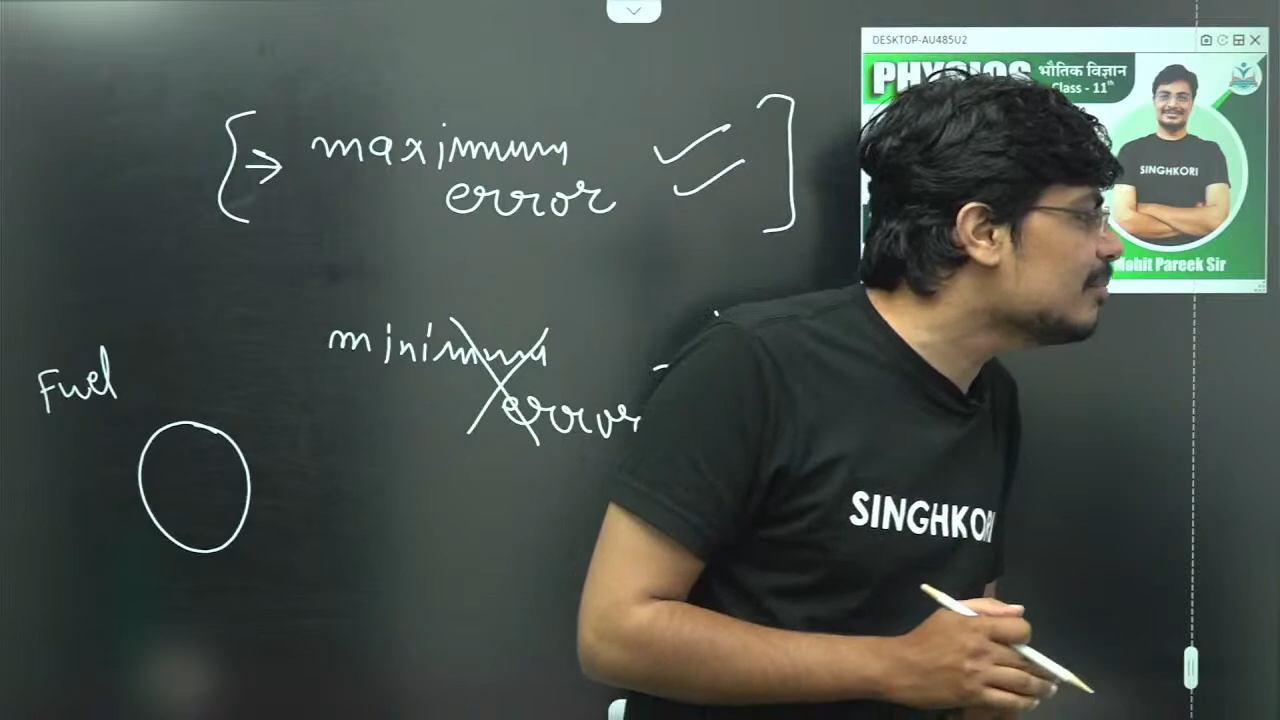 DESKTOP-AU485U2
PHYSICS भौतिक विज्ञान
Class - 11th
SINGHKORI
Mohit Pareek Sir
→ maximum
error
minimum
error
Fuel
SINGHKORI